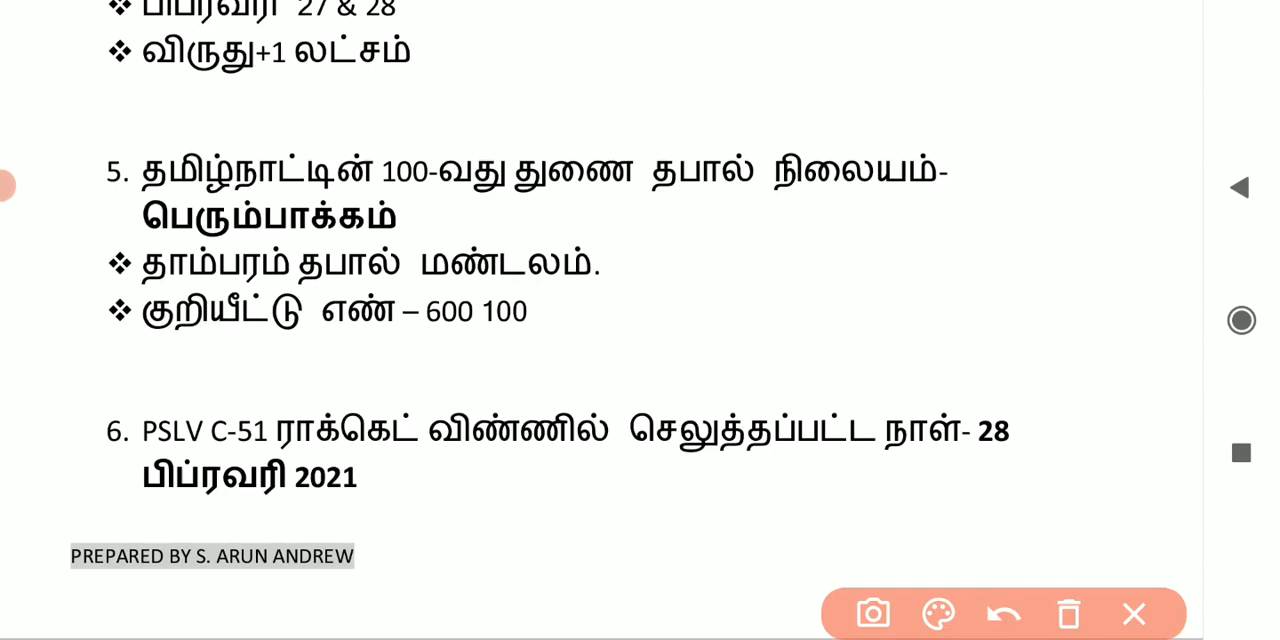 ❖ பிப்ரவரி 27 & 28
❖ விருது+1 லட்சம்
5. தமிழ்நாட்டின் 100-வது துணை தபால் நிலையம்-
பெரும்பாக்கம்
❖ தாம்பரம் தபால் மண்டலம்.
❖ குறியீட்டு எண் – 600 100
6. PSLV C-51 ராக்கெட் விண்ணில் செலுத்தப்பட்ட நாள்- 28
பிப்ரவரி 2021
PREPARED BY S. ARUN ANDREW